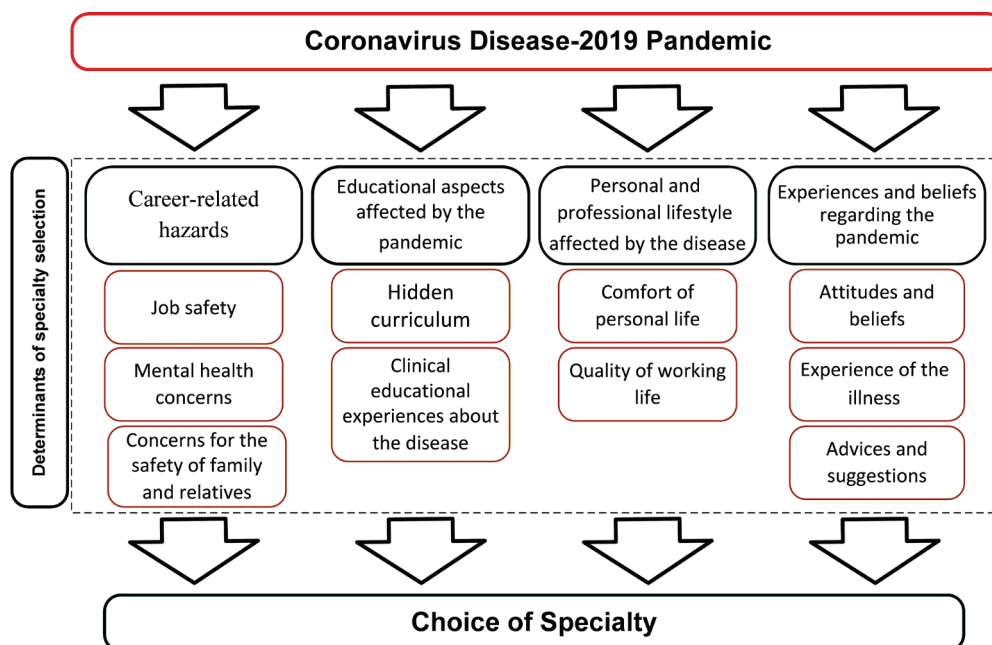 Coronavirus Disease-2019 Pandemic
Determinants of specialty selection
Career-related
hazards
Job safety
Mental health
concerns
Concerns for the
safety of family
and relatives
Educational aspects
affected by the
pandemic
Hidden
curriculum
Clinical
educational
experiences about
the disease
Personal and
professional lifestyle
affected by the disease
Comfort of
personal life
Quality of working
life
Experiences and beliefs
regarding the
pandemic
Attitudes and
beliefs
Experience of the
illness
Advices and
suggestions
Choice of Specialty